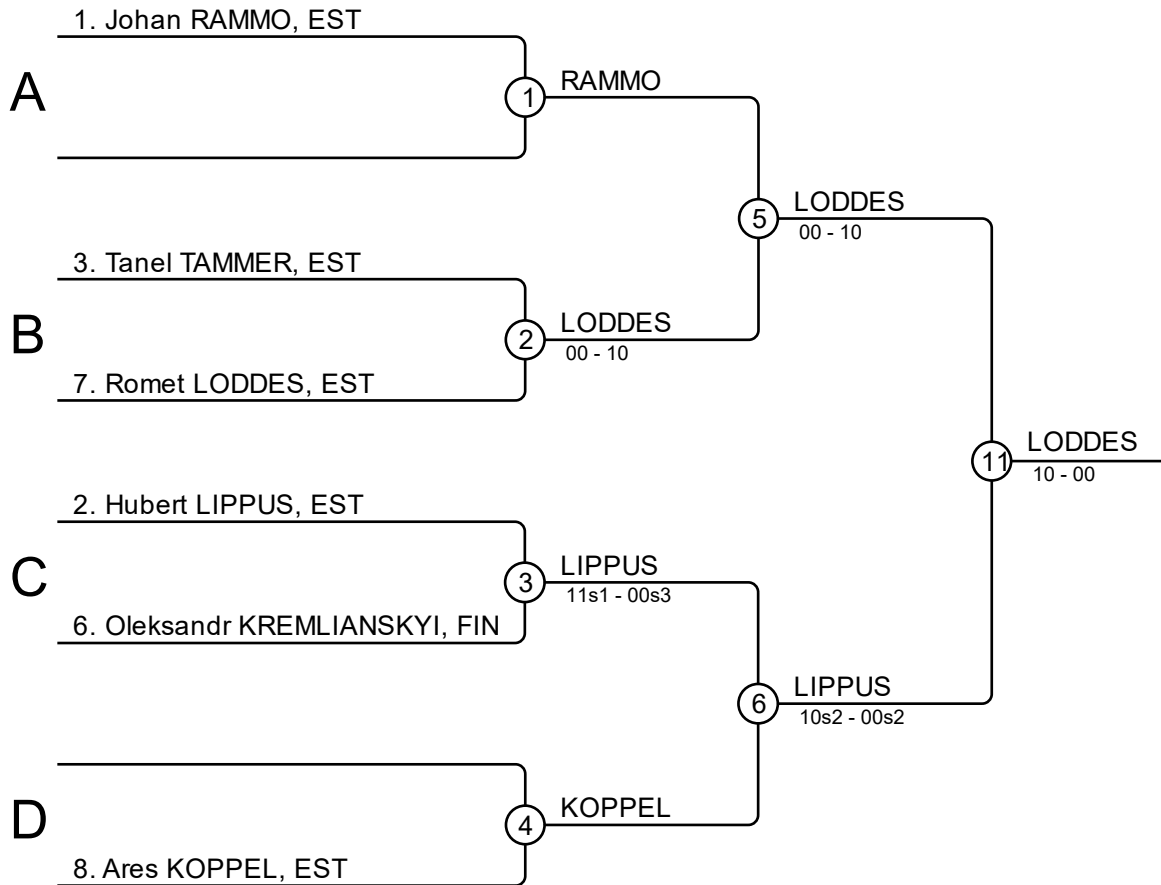 1. Johan RAMMO, EST
A
1
RAMMO
5
LODDES
00 - 10
3. Tanel TAMMER, EST
B
2
LODDES
00 - 10
7. Romet LODDES, EST
11
LODDES
10 - 00
2. Hubert LIPPUS, EST
C
3
LIPPUS
11s1 - 00s3
6. Oleksandr KREMLIANSKYI, FIN
6
LIPPUS
10s2 - 00s2
D
4
KOPPEL
8. Ares KOPPEL, EST